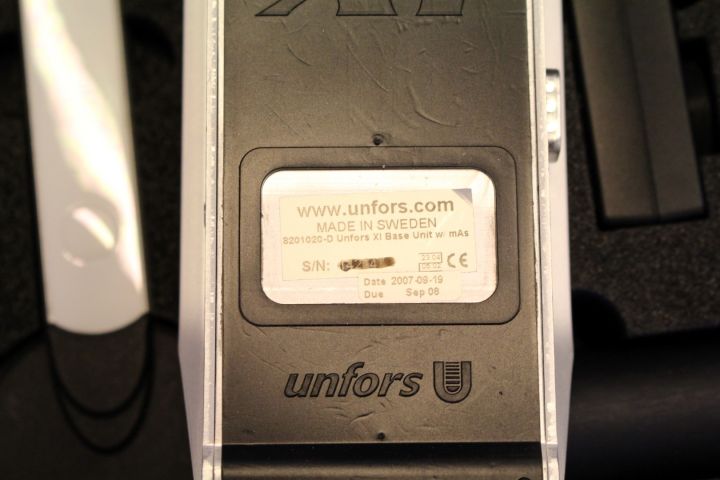 Xi
www.unfors.com
MADE IN SWEDEN
8201020-D Unfors Xi Base Unit w/ mAs
S/N:
CE
Date 2007-09-19
Due Sep 08
unfors